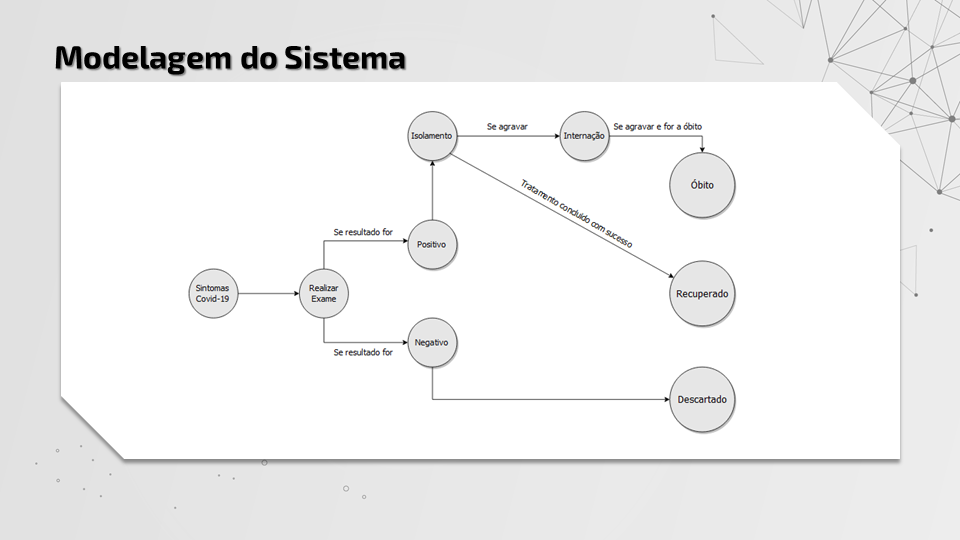 Modelagem do Sistema
Isolamento
Se agravar
Internação
Se agravar e for a óbito
Óbito
Tratamento concluído com sucesso
Se resultado for
Positivo
Sintomas
Covid-19
Realizar
Exame
Recuperado
Se resultado for
Negativo
Descartado